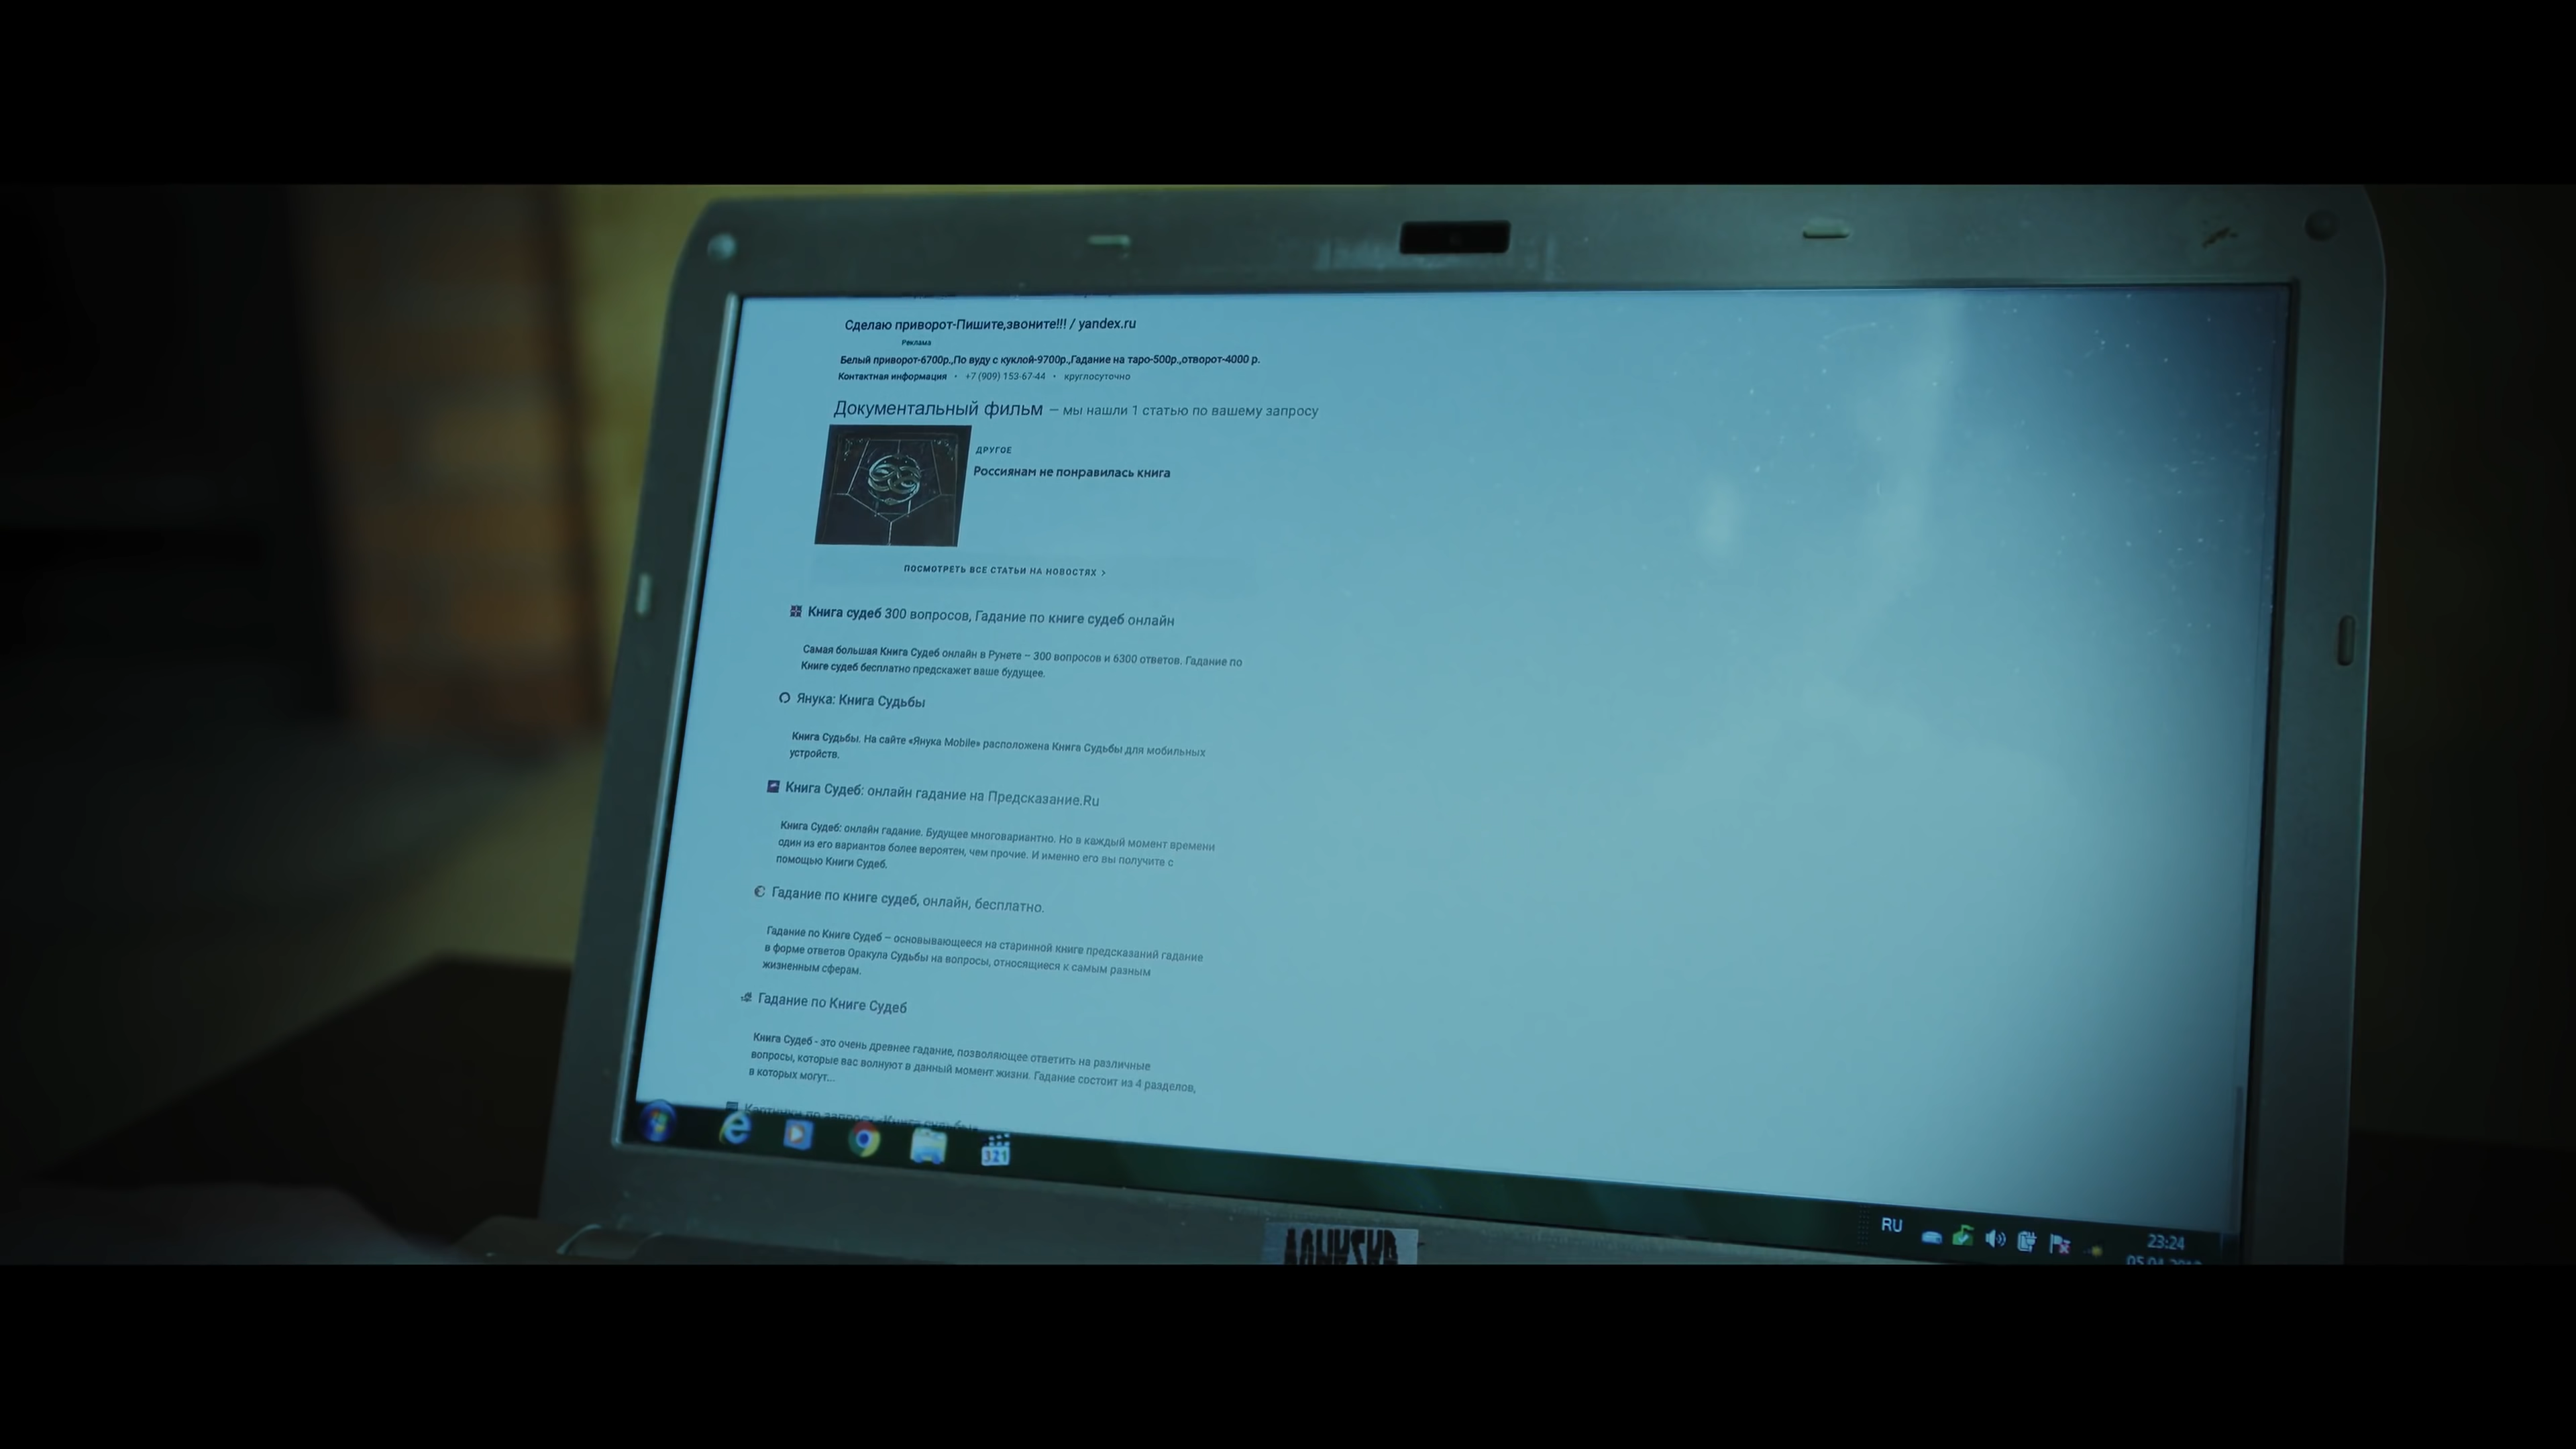 Сделаю приворот-Пишите,звоните!!! / yandex.ru
Реклама
Белый приворот-6700р.,По вуду с куклой-9700р.,Гадание на таро-500р.,отворот-4000 р.
Контактная информация · +7 (909) 153-67-44 · круглосуточно
Документальный фильм — мы нашли 1 статью по вашему запросу
ДРУГОЕ
Россиянам не понравилась книга
ПОСМОТРЕТЬ ВСЕ СТАТЬИ НА НОВОСТЯХ >
Книга судеб 300 вопросов, Гадание по книге судеб онлайн
Самая большая Книга Судеб онлайн в Рунете – 300 вопросов и 6300 ответов. Гадание по
Книге судеб бесплатно предскажет ваше будущее.
Янука: Книга Судьбы
Книга Судьбы. На сайте «Янука Mobile» расположена Книга Судьбы для мобильных
устройств.
Книга Судеб: онлайн гадание на Предсказание.Ru
Книга Судеб: онлайн гадание. Будущее многовариантно. Но в каждый момент времени
один из его вариантов более вероятен, чем прочие. И именно его вы получите с
помощью Книги Судеб.
Гадание по книге судеб, онлайн, бесплатно.
Гадание по Книге Судеб – основывающееся на старинной книге предсказаний гадание
в форме ответов Оракула Судьбы на вопросы, относящиеся к самым разным
жизненным сферам.
Гадание по Книге Судеб
Книга Судеб - это очень древнее гадание, позволяющее ответить на различные
вопросы, которые вас волнуют в данный момент жизни. Гадание состоит из 4 разделов,
в которых могут...
Картинки по запросу «Книга судьбы»
321
RU
23:24